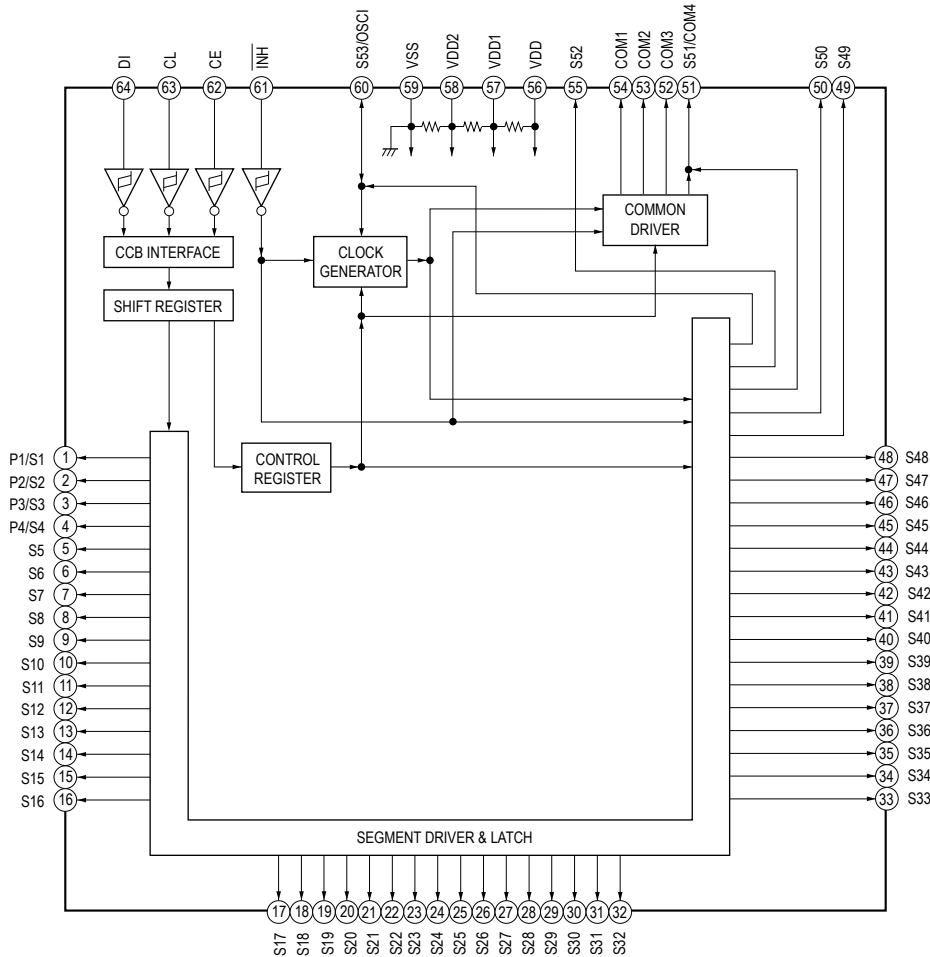 DI
CL
CE
INH
S53/OSCI
VSS
VDD2
VDD1
VDD
S52
COM1
COM2
COM3
S51/COM4
S50
S49
64
63
62
61
60
59
58
57
56
55
54
53
52
51
50
49
COMMON
DRIVER
CCB INTERFACE
CLOCK
GENERATOR
SHIFT REGISTER
CONTROL
REGISTER
P1/S1 1
P2/S2 2
P3/S3 3
P4/S4 4
S5 5
S6 6
S7 7
S8 8
S9 9
S10 10
S11 11
S12 12
S13 13
S14 14
S15 15
S16 16
48 S48
47 S47
46 S46
45 S45
44 S44
43 S43
42 S42
41 S41
40 S40
39 S39
38 S38
37 S37
36 S36
35 S35
34 S34
33 S33
SEGMENT DRIVER & LATCH
17
18
19
20
21
22
23
24
25
26
27
28
29
30
31
32
S17
S18
S19
S20
S21
S22
S23
S24
S25
S26
S27
S28
S29
S30
S31
S32